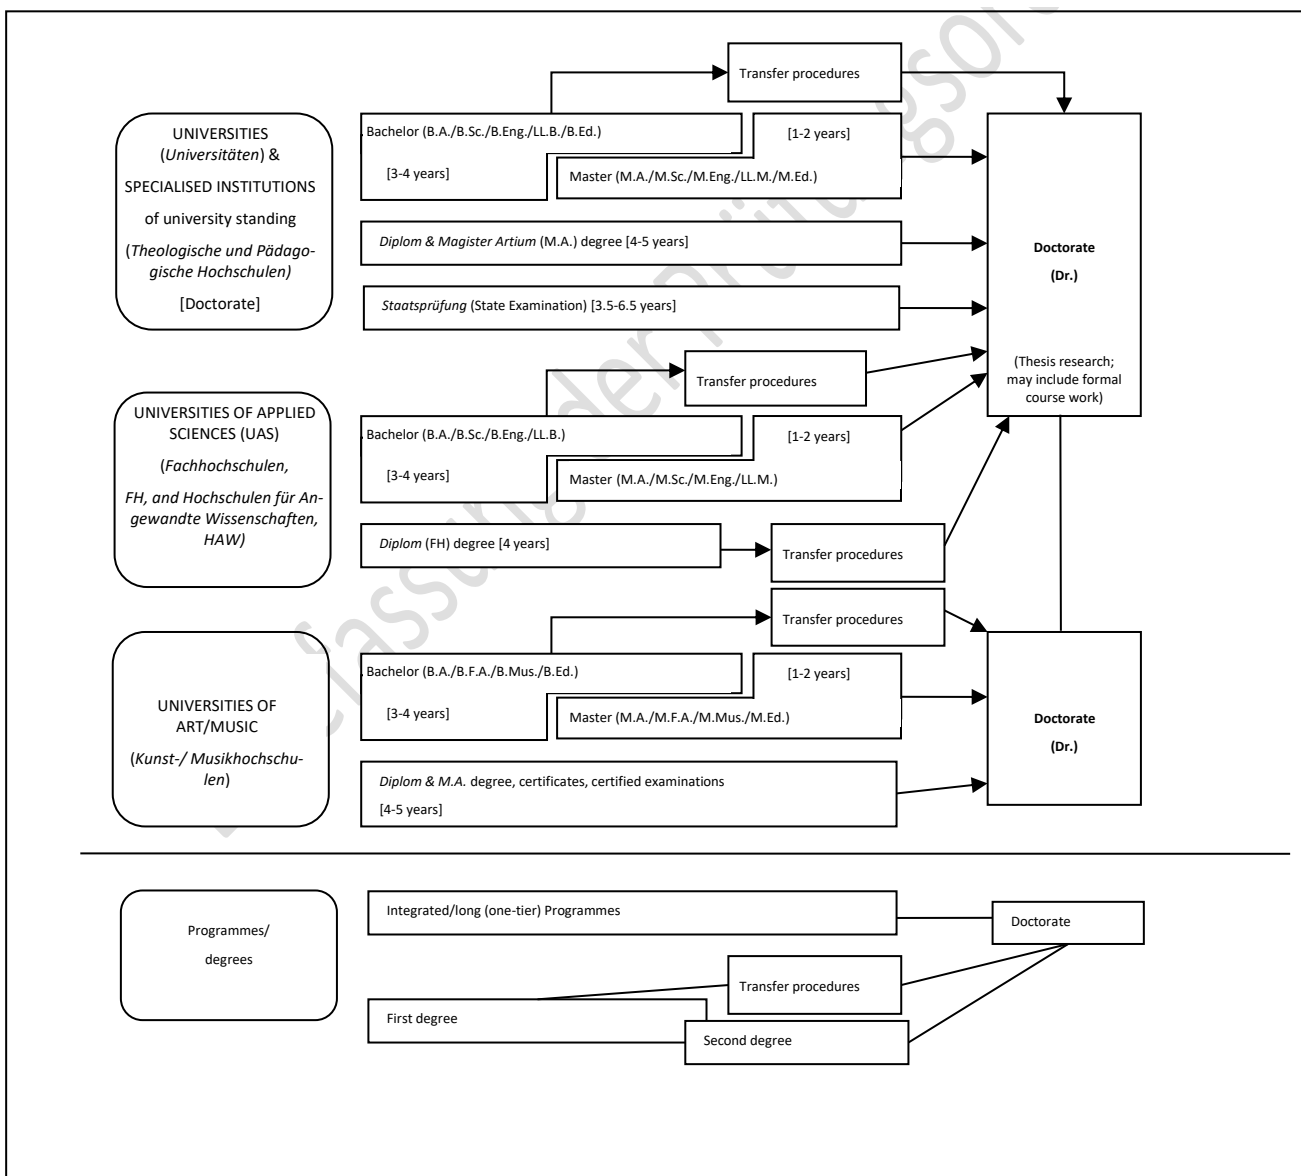 Transfer procedures
UNIVERSITIES
(Universitäten) &
SPECIALISED INSTITUTIONS
of university standing
(Theologische und Pädago-
gische Hochschulen)
[Doctorate]
Bachelor (B.A./B.Sc./B.Eng./LL.B./B.Ed.)
[3-4 years]
[1-2 years]
Master (M.A./M.Sc./M.Eng./LL.M./M.Ed.)
Diplom & Magister Artium (M.A.) degree [4-5 years]
Staatsprüfung (State Examination) [3.5-6.5 years]
Doctorate
(Dr.)
(Thesis research;
may include formal
course work)
Transfer procedures
UNIVERSITIES OF APPLIED
SCIENCES (UAS)
(Fachhochschulen,
FH, and Hochschulen für An-
gewandte Wissenschaften,
HAW)
Bachelor (B.A./B.Sc./B.Eng./LL.B.)
[3-4 years]
[1-2 years]
Master (M.A./M.Sc./M.Eng./LL.M.)
Diplom (FH) degree [4 years]
Transfer procedures
Transfer procedures
UNIVERSITIES OF
ART/MUSIC
(Kunst-/ Musikhochschu-
len)
Bachelor (B.A./B.F.A./B.Mus./B.Ed.)
[3-4 years]
[1-2 years]
Master (M.A./M.F.A./M.Mus./M.Ed.)
Diplom & M.A. degree, certificates, certified examinations
[4-5 years]
Doctorate
(Dr.)
Programmes/
degrees
Integrated/long (one-tier) Programmes
Doctorate
Transfer procedures
First degree
Second degree